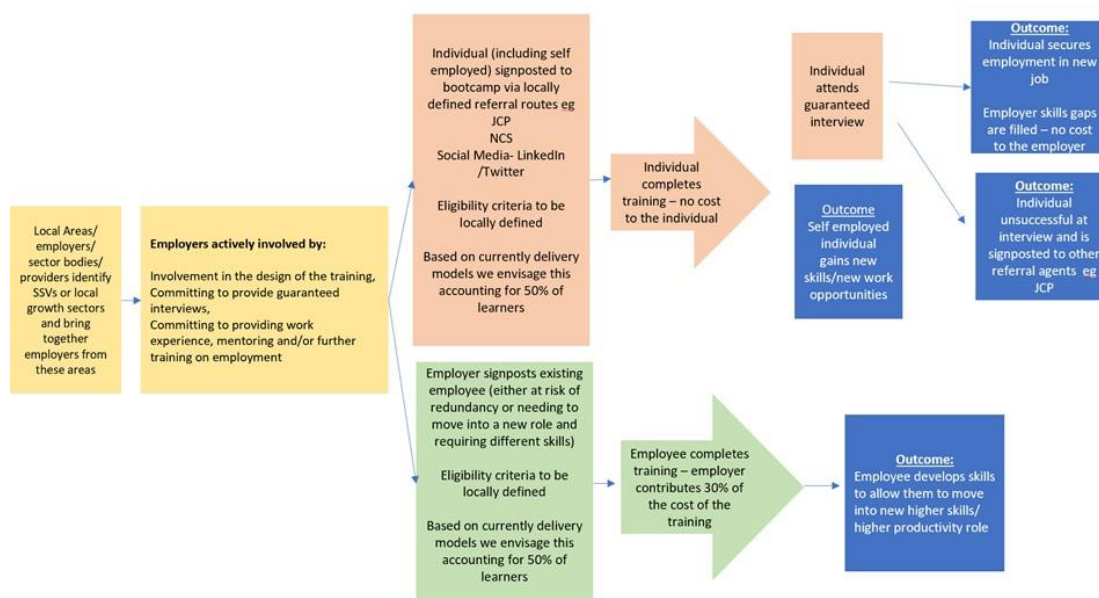 Local Areas/
employers/
sector bodies/
providers identify
SSVs or local
growth sectors
and bring
together
employers from
these areas
Employers actively involved by:
Involvement in the design of the training,
Committing to provide guaranteed
interviews,
Committing to providing work
experience, mentoring and/or further
training on employment
Individual (including self
employed) signposted to
bootcamp via locally
defined referral routes eg
JCP
NCS
Social Media- LinkedIn
/Twitter
Eligibility criteria to be
locally defined
Based on currently delivery
models we envisage this
accounting for 50% of
learners
Individual
completes
training – no cost
to the individual
Individual
attends
guaranteed
interview
Outcome:
Individual secures
employment in new
job
Employer skills gaps
are filled – no cost
to the employer
Outcome
Self employed
individual
gains new
skills/new work
opportunities
Outcome:
Individual
unsuccessful at
interview and is
signposted to other
referral agents eg
JCP
Employer signposts existing
employee (either at risk of
redundancy or needing to
move into a new role and
requiring different skills)
Eligibility criteria to be
locally defined
Based on currently delivery
models we envisage this
accounting for 50% of
learners
Employee completes
training – employer
contributes 30% of
the cost of the
training
Outcome:
Employee develops skills
to allow them to move
into new higher skills/
higher productivity role